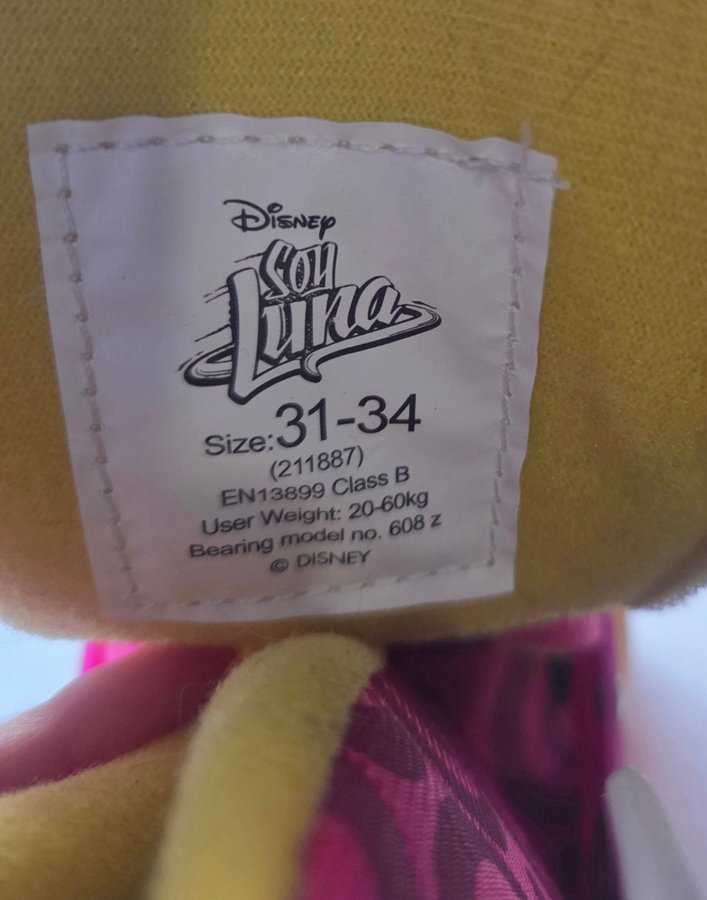 Disney
SOY
Luna
Size: 31-34
(211887)
EN13899 Class B
User Weight: 20-60kg
Bearing model no. 608 z
© DISNEY